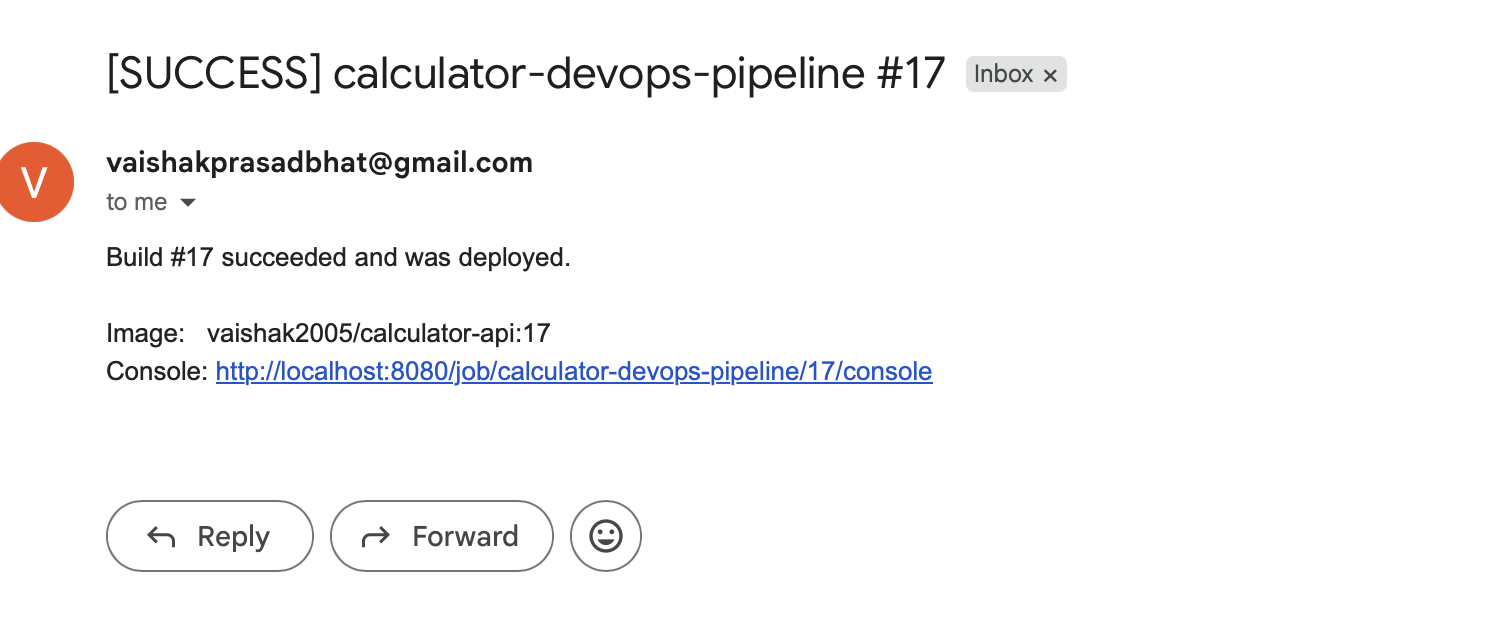 [SUCCESS] calculator-devops-pipeline #17 Inbox ×
V
vaishakprasadbhat@gmail.com
to me
Build #17 succeeded and was deployed.
Image: vaishak2005/calculator-api:17
Console: http://localhost:8080/job/calculator-devops-pipeline/17/console
Reply Forward